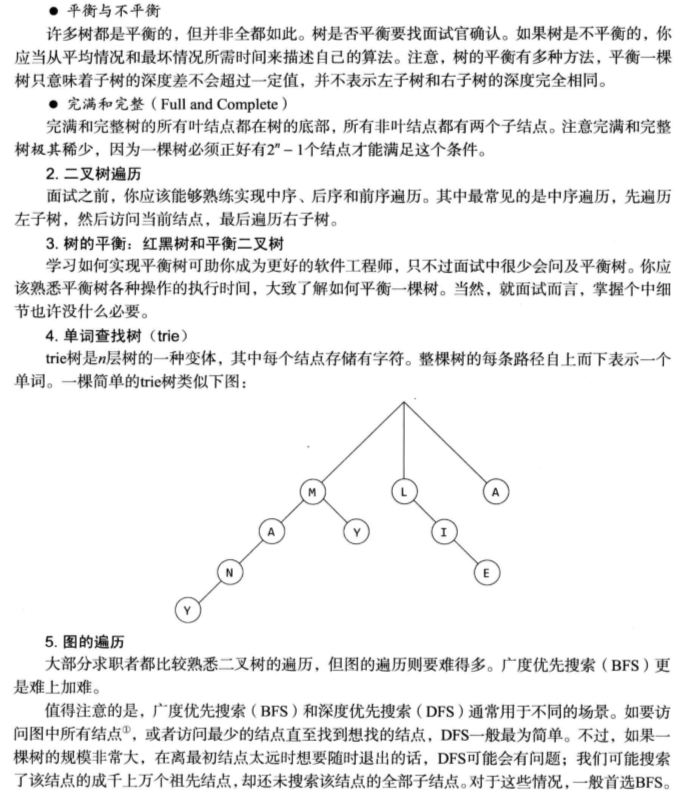 ● 平衡与不平衡
许多树都是平衡的，但并非全都如此。树是否平衡要找面试官确认。如果树是不平衡的，你
应当从平均情况和最坏情况所需时间来描述自己的算法。注意，树的平衡有多种方法，平衡一棵
树只意味着子树的深度差不会超过一定值，并不表示左子树和右子树的深度完全相同。
● 完满和完整（Full and Complete）
完满和完整树的所有叶结点都在树的底部，所有非叶结点都有两个子结点。注意完满和完整
树极其稀少，因为一棵树必须正好有2ⁿ－1个结点才能满足这个条件。
2. 二叉树遍历
面试之前，你应该能够熟练实现中序、后序和前序遍历。其中最常见的是中序遍历，先遍历
左子树，然后访问当前结点，最后遍历右子树。
3. 树的平衡：红黑树和平衡二叉树
学习如何实现平衡树可助你成为更好的软件工程师，只不过面试中很少会问及平衡树。你应
该熟悉平衡树各种操作的执行时间，大致了解如何平衡一棵树。当然，就面试而言，掌握个中细
节也许没什么必要。
4. 单词查找树（trie）
trie树是n层树的一种变体，其中每个结点存储有字符。整棵树的每条路径自上而下表示一个
单词。一棵简单的trie树类似下图：
M L A
A Y I
N E
Y
5. 图的遍历
大部分求职者都比较熟悉二叉树的遍历，但图的遍历则要难得多。广度优先搜索（BFS）更
是难上加难。
值得注意的是，广度优先搜索（BFS）和深度优先搜索（DFS）通常用于不同的场景。如要访
问图中所有结点①，或者访问最少的结点直至找到想找的结点，DFS一般最为简单。不过，如果一
棵树的规模非常大，在离最初结点太远时想要随时退出的话，DFS可能会有问题；我们可能搜索
了该结点的成千上万个祖先结点，却还未搜索该结点的全部子结点。对于这些情况，一般首选BFS。